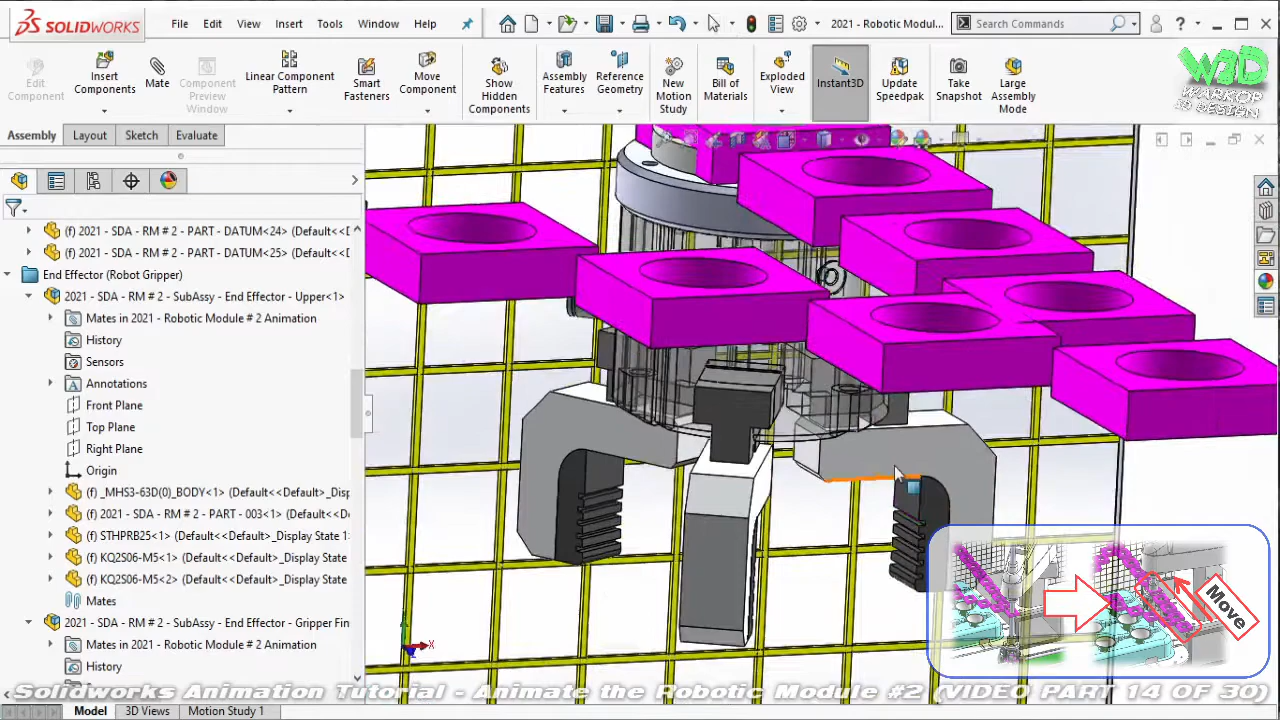 SOLIDWORKS
File Edit View Insert Tools Window Help
2021 - Robotic Modul...
Search Commands
Edit Component
Insert Components
Mate
Component Preview Window
Linear Component Pattern
Smart Fasteners
Move Component
Show Hidden Components
Assembly Features
Reference Geometry
New Motion Study
Bill of Materials
Exploded View
Instant3D
Update Speedpak
Take Snapshot
Large Assembly Mode
Assembly Layout Sketch Evaluate
(f) 2021 - SDA - RM # 2 - PART - DATUM<24> (Default<<D
(f) 2021 - SDA - RM # 2 - PART - DATUM<25> (Default<<D
End Effector (Robot Gripper)
2021 - SDA - RM # 2 - SubAssy - End Effector - Upper<1>
Mates in 2021 - Robotic Module # 2 Animation
History
Sensors
Annotations
Front Plane
Top Plane
Right Plane
Origin
(f) _MHS3-63D(0)_BODY<1> (Default<<Default>_Disp
(f) 2021 - SDA - RM # 2 - PART - 003<1> (Default<<Def
(f) STHPRB25<1> (Default<<Default>_Display State 1
(f) KQ2S06-M5<1> (Default<<Default>_Display State
(f) KQ2S06-M5<2> (Default<<Default>_Display State
Mates
2021 - SDA - RM # 2 - SubAssy - End Effector - Gripper Fin
Mates in 2021 - Robotic Module # 2 Animation
History
X
Move
Solidworks Animation Tutorial - Animate the Robotic Module #2 (VIDEO PART 14 OF 30)
Model 3D Views Motion Study 1